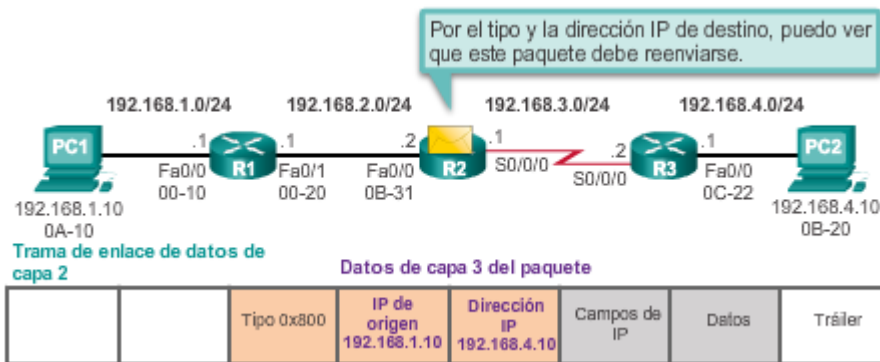 Por el tipo y la dirección IP de destino, puedo ver
que este paquete debe reenviarse.
192.168.1.0/24
192.168.2.0/24
192.168.3.0/24
192.168.4.0/24
PC1
.1
R1
.1
.2
R2
.1
.2
R3
.1
PC2
Fa0/0
00-10
Fa0/1
00-20
Fa0/0
0B-31
S0/0/0
S0/0/0
Fa0/0
0C-22
192.168.1.10
0A-10
192.168.4.10
0B-20
Trama de enlace de datos de
capa 2
Datos de capa 3 del paquete
Tipo 0x800
IP de
origen
192.168.1.10
Dirección
IP
192.168.4.10
Campos de
IP
Datos
Tráiler